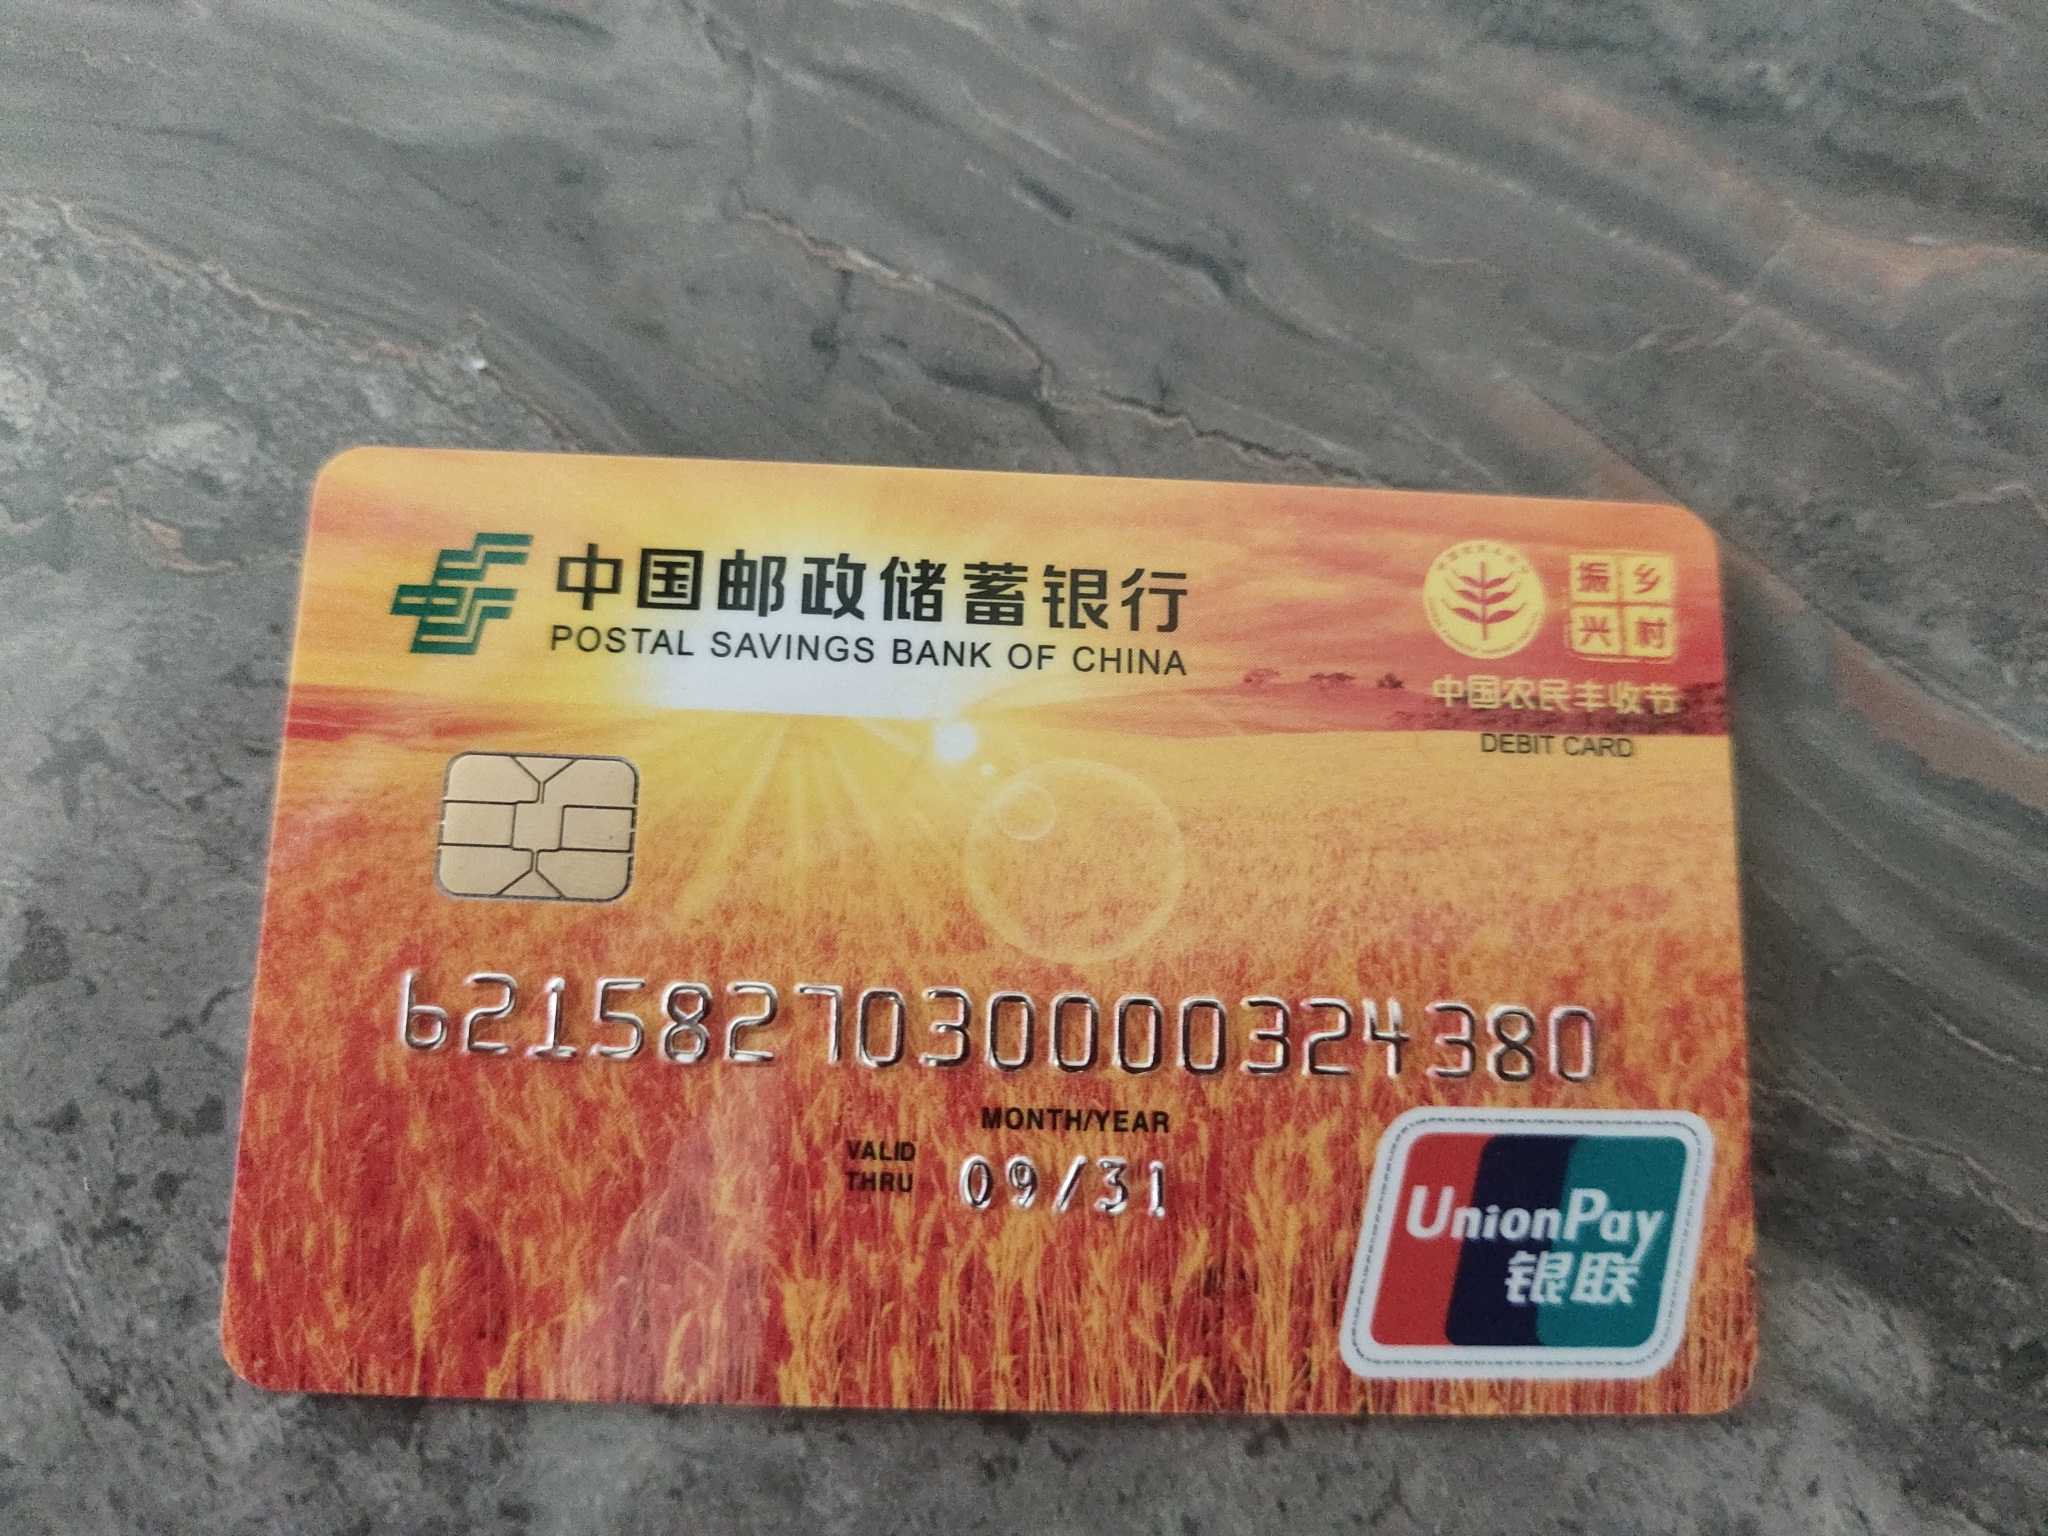 中国邮政储蓄银行
POSTAL SAVINGS BANK OF CHINA
振乡
兴村
中国农民丰收节
DEBIT CARD
6215827030000324380
MONTH/YEAR
VALID
THRU
09/31
UnionPay
银联